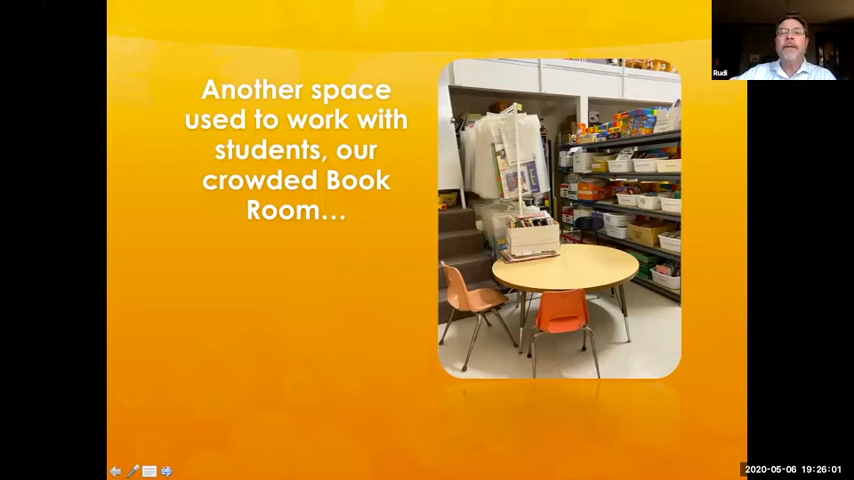 Another space
used to work with
students, our
crowded Book
Room...
Rudi
2020-05-06 19:26:01